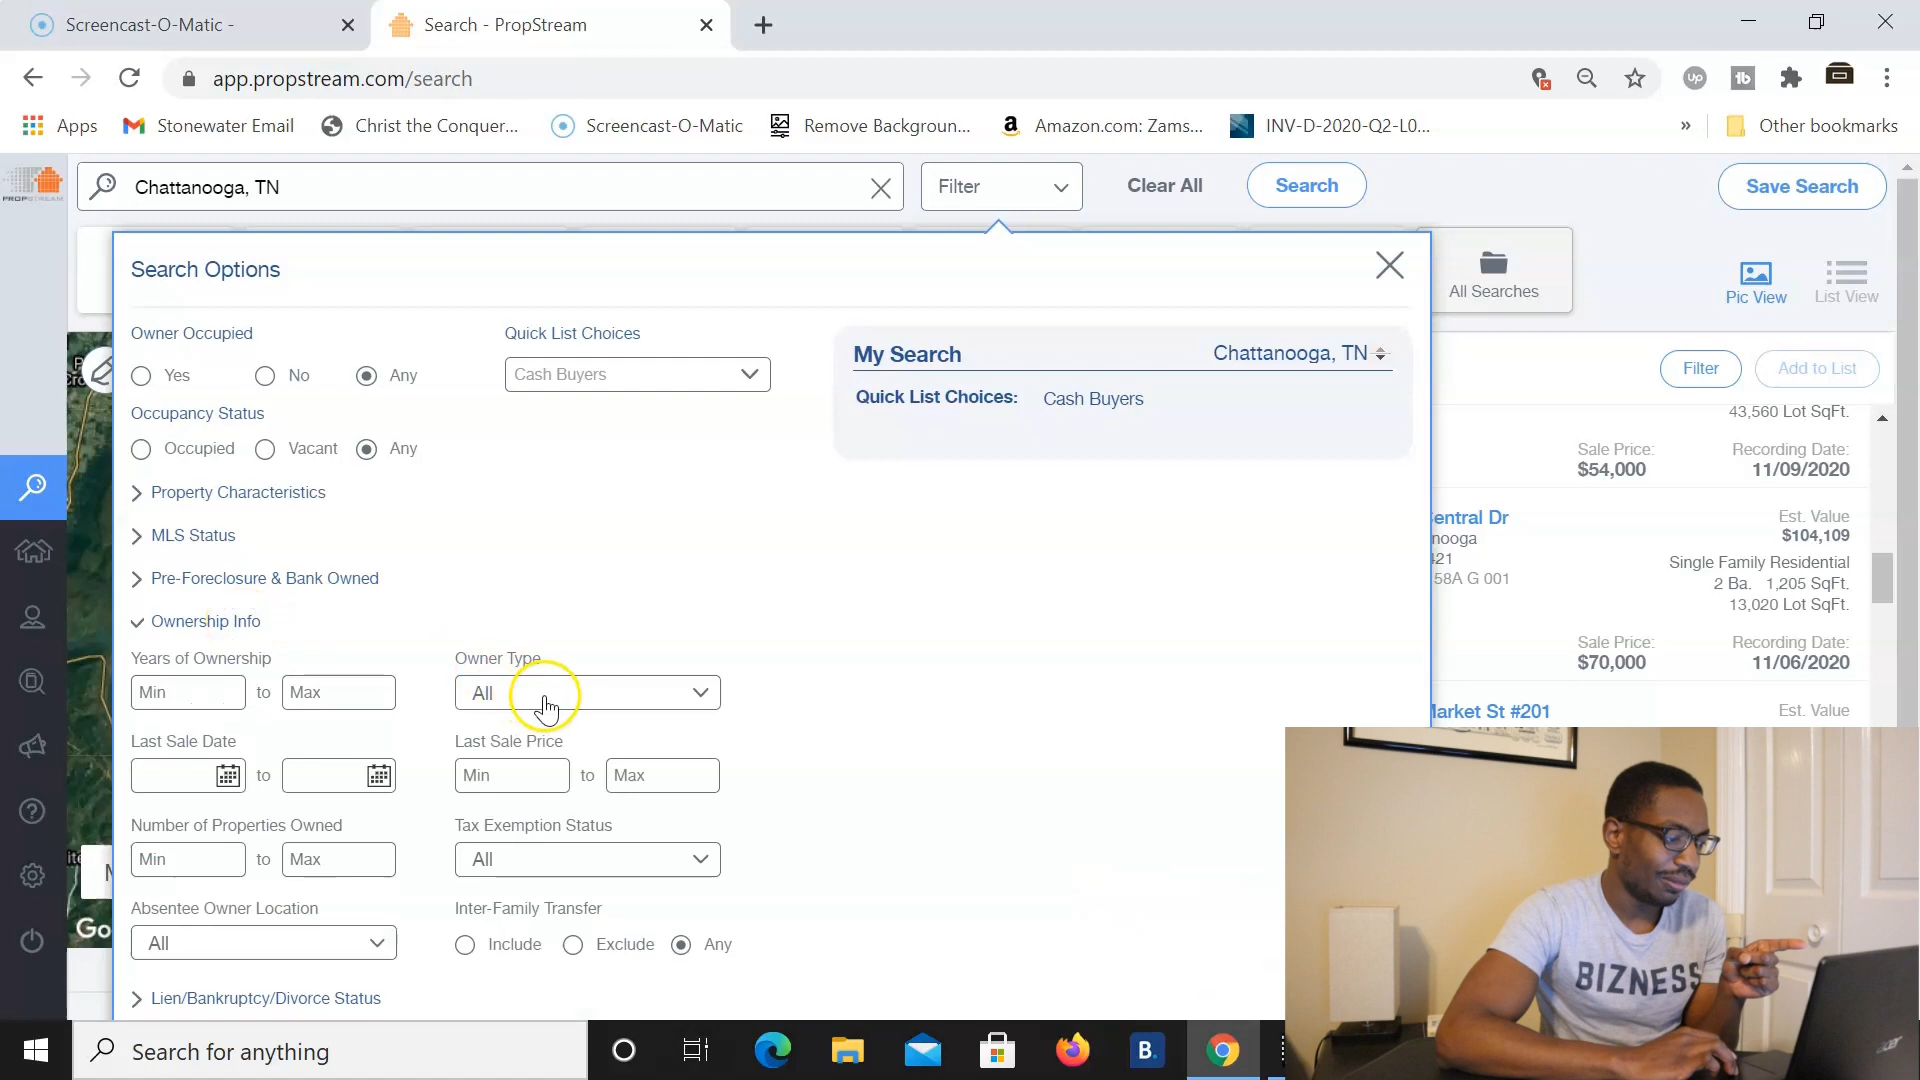 Screencast-O-Matic -
Search - PropStream
app.propstream.com/search
Apps
Stonewater Email
Christ the Conquer...
Screencast-O-Matic
Remove Backgroun...
Amazon.com: Zams...
INV-D-2020-Q2-L0...
»
Other bookmarks
PROPSTREAM
Chattanooga, TN
Filter
Clear All
Search
Save Search
Search Options
All Searches
Pic View
List View
Owner Occupied
Yes No Any
Quick List Choices
Cash Buyers
My Search
Chattanooga, TN
Quick List Choices: Cash Buyers
Filter
Add to List
Occupancy Status
Occupied Vacant Any
43,560 Lot SqFt.
Sale Price:
Recording Date:
$54,000
11/09/2020
Property Characteristics
MLS Status
Pre-Foreclosure & Bank Owned
Ownership Info
entral Dr
nooga
421
58A G 001
Est. Value
$104,109
Single Family Residential
2 Ba. 1,205 SqFt.
13,020 Lot SqFt.
Sale Price:
Recording Date:
$70,000
11/06/2020
Market St #201
Est. Value
Years of Ownership
Min to Max
Owner Type
All
Last Sale Date
to
Last Sale Price
Min to Max
Number of Properties Owned
Min to Max
Tax Exemption Status
All
Absentee Owner Location
All
Inter-Family Transfer
Include Exclude Any
Lien/Bankruptcy/Divorce Status
Goo
BIZNESS
acer
Search for anything
B.